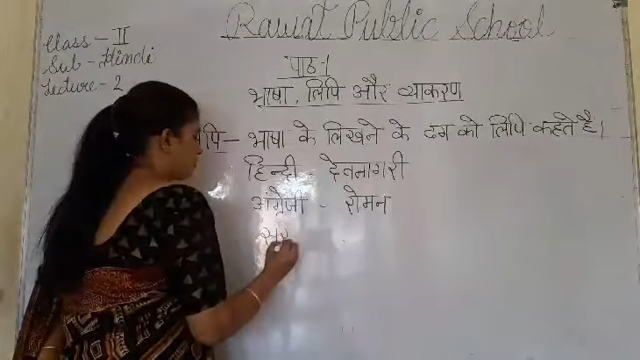 Rawat Public School
Class - II
Sub - Hindi
Lecture - 2
पाठ-1
भाषा, लिपि और व्याकरण
पि - भाषा के लिखने के ढंग को लिपि कहते है।
हिन्दी - देवनागरी
अंग्रेजी - रोमन